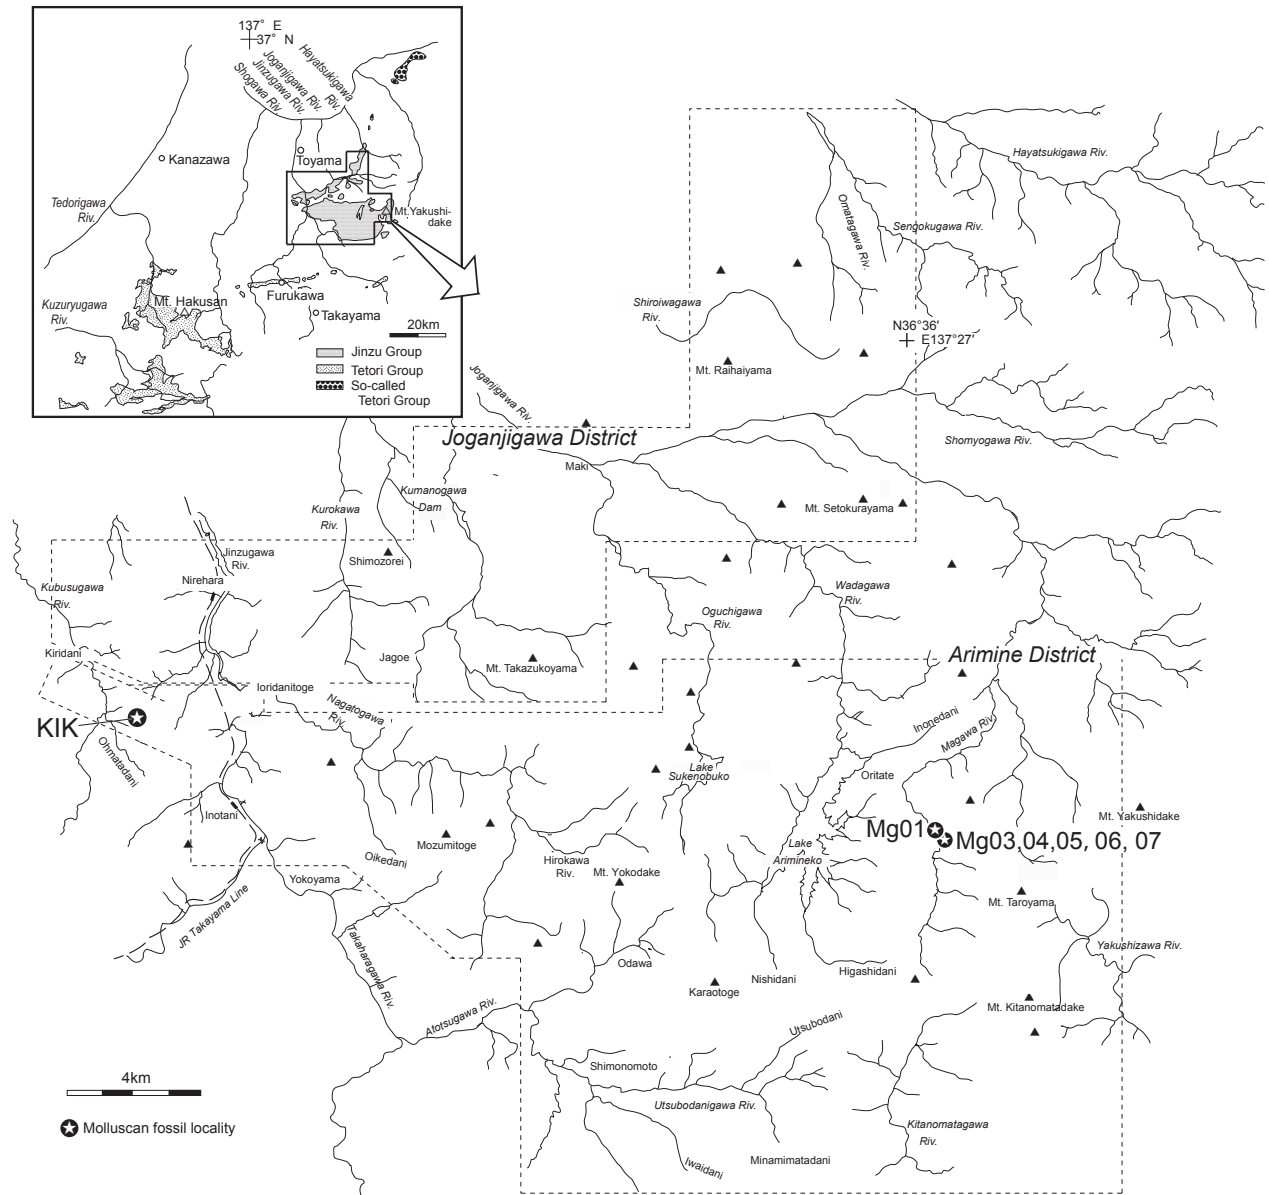 137° E
37° N
Hayatsukigawa Riv.
Joganjigawa Riv.
Jinzugawa Riv.
Shogawa Riv.
Kanazawa
Toyama
Tedorigawa
Riv.
Mt.Yakushi-
dake
Mt. Hakusan
Kuzuryugawa
Riv.
Furukawa
Takayama
20km
Jinzu Group
Tetori Group
So-called
Tetori Group
Hayatsukigawa Riv.
Omatagawa Riv.
Sengokugawa Riv.
Shiroiwagawa
Riv.
N36°36′
E137°27′
Mt. Raihaiyama
Joganjigawa Riv.
Joganjigawa District
Shomyogawa Riv.
Maki
Kumanogawa
Dam
Kurokawa
Riv.
Mt. Setokurayama
Jinzugawa
Riv.
Shimozorei
Nirehara
Kubusugawa
Riv.
Wadagawa
Riv.
Oguchigawa
Riv.
Kiridani
Jagoe
Mt. Takazukoyama
Arimine District
Ioridanitoge
Nagatogawa
Riv.
KIK
Ohmatadani
Inonedani
Magawa Riv.
Lake
Sukenobuko
Oritate
Inotani
Mt. Yakushidake
Mg01
Mg03,04,05, 06, 07
Mozumitoge
Oikedani
Hirokawa
Riv.
Lake
Arimineko
Mt. Yokodake
Yokoyama
Mt. Taroyama
JR Takayama Line
Takaharagawa Riv.
Yakushizawa Riv.
Odawa
Nishidani
Higashidani
Karaotoge
Mt. Kitanomatadake
Atotsugawa Riv.
Utsubodani
Shimonomoto
4km
Utsubodanigawa Riv.
Kitanomatagawa
Riv.
Molluscan fossil locality
Iwaidani
Minamimatadani